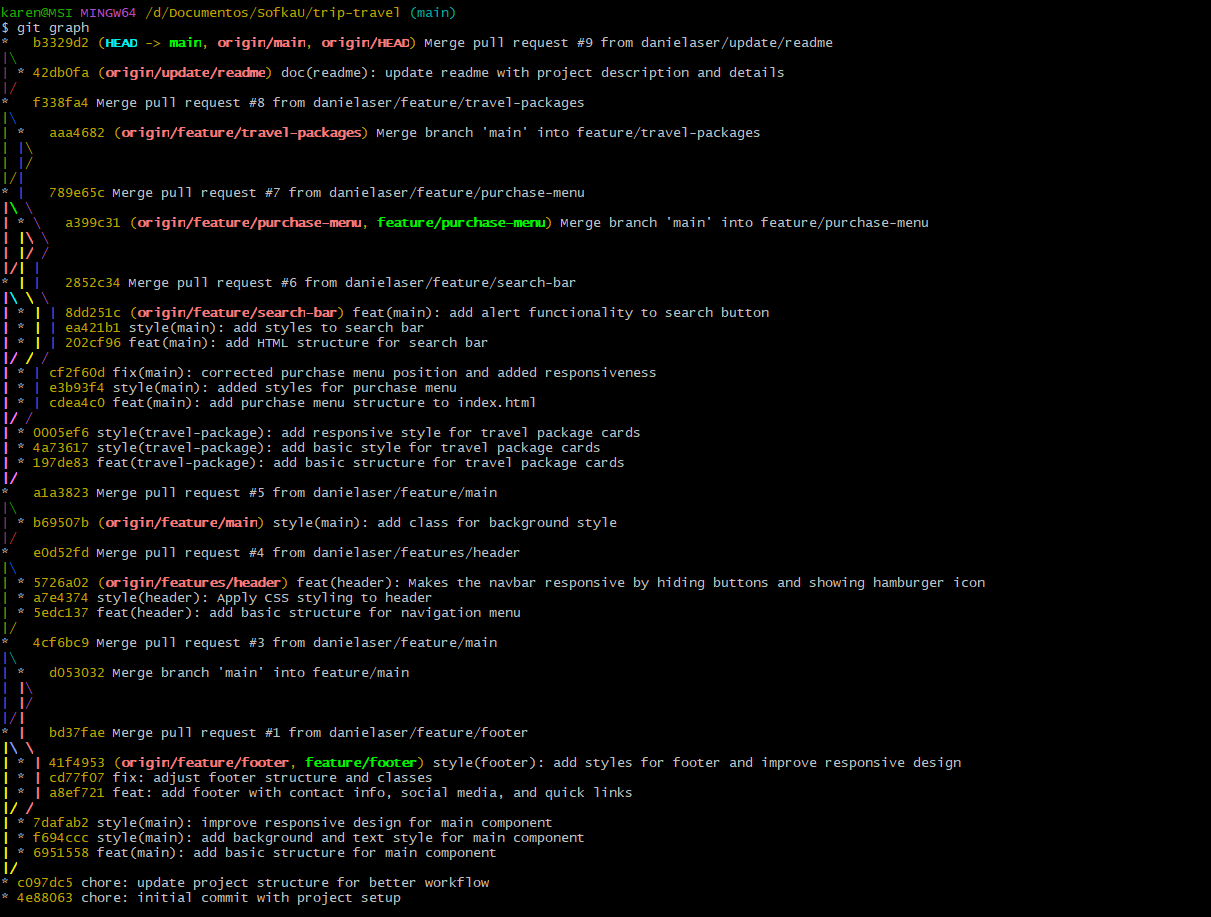 karen@MSI MINGW64 /d/Documentos/SofkaU/trip-travel (main)
$ git graph
*   b3329d2 (HEAD -> main, origin/main, origin/HEAD) Merge pull request #9 from danielaser/update/readme
|\
| * 42db0fa (origin/update/readme) doc(readme): update readme with project description and details
|/
*   f338fa4 Merge pull request #8 from danielaser/feature/travel-packages
|\
| *   aaa4682 (origin/feature/travel-packages) Merge branch 'main' into feature/travel-packages
| |\
| |/
|/|
* |   789e65c Merge pull request #7 from danielaser/feature/purchase-menu
|\ \
| * \   a399c31 (origin/feature/purchase-menu, feature/purchase-menu) Merge branch 'main' into feature/purchase-menu
| |\ \
| |/ /
|/| |
* | |   2852c34 Merge pull request #6 from danielaser/feature/search-bar
|\ \ \
| * | | 8dd251c (origin/feature/search-bar) feat(main): add alert functionality to search button
| * | | ea421b1 style(main): add styles to search bar
| * | | 202cf96 feat(main): add HTML structure for search bar
|/ / /
| * | cf2f60d fix(main): corrected purchase menu position and added responsiveness
| * | e3b93f4 style(main): added styles for purchase menu
| * | cdea4c0 feat(main): add purchase menu structure to index.html
|/ /
| * 0005ef6 style(travel-package): add responsive style for travel package cards
| * 4a73617 style(travel-package): add basic style for travel package cards
| * 197de83 feat(travel-package): add basic structure for travel package cards
|/
*   a1a3823 Merge pull request #5 from danielaser/feature/main
|\
| * b69507b (origin/feature/main) style(main): add class for background style
|/
*   e0d52fd Merge pull request #4 from danielaser/features/header
|\
| * 5726a02 (origin/features/header) feat(header): Makes the navbar responsive by hiding buttons and showing hamburger icon
| * a7e4374 style(header): Apply CSS styling to header
| * 5edc137 feat(header): add basic structure for navigation menu
|/
*   4cf6bc9 Merge pull request #3 from danielaser/feature/main
|\
| *   d053032 Merge branch 'main' into feature/main
| |\
| |/
|/|
* |   bd37fae Merge pull request #1 from danielaser/feature/footer
|\ \
| * | 41f4953 (origin/feature/footer, feature/footer) style(footer): add styles for footer and improve responsive design
| * | cd77f07 fix: adjust footer structure and classes
| * | a8ef721 feat: add footer with contact info, social media, and quick links
|/ /
| * 7dafab2 style(main): improve responsive design for main component
| * f694ccc style(main): add background and text style for main component
| * 6951558 feat(main): add basic structure for main component
|/
* c097dc5 chore: update project structure for better workflow
* 4e88063 chore: initial commit with project setup